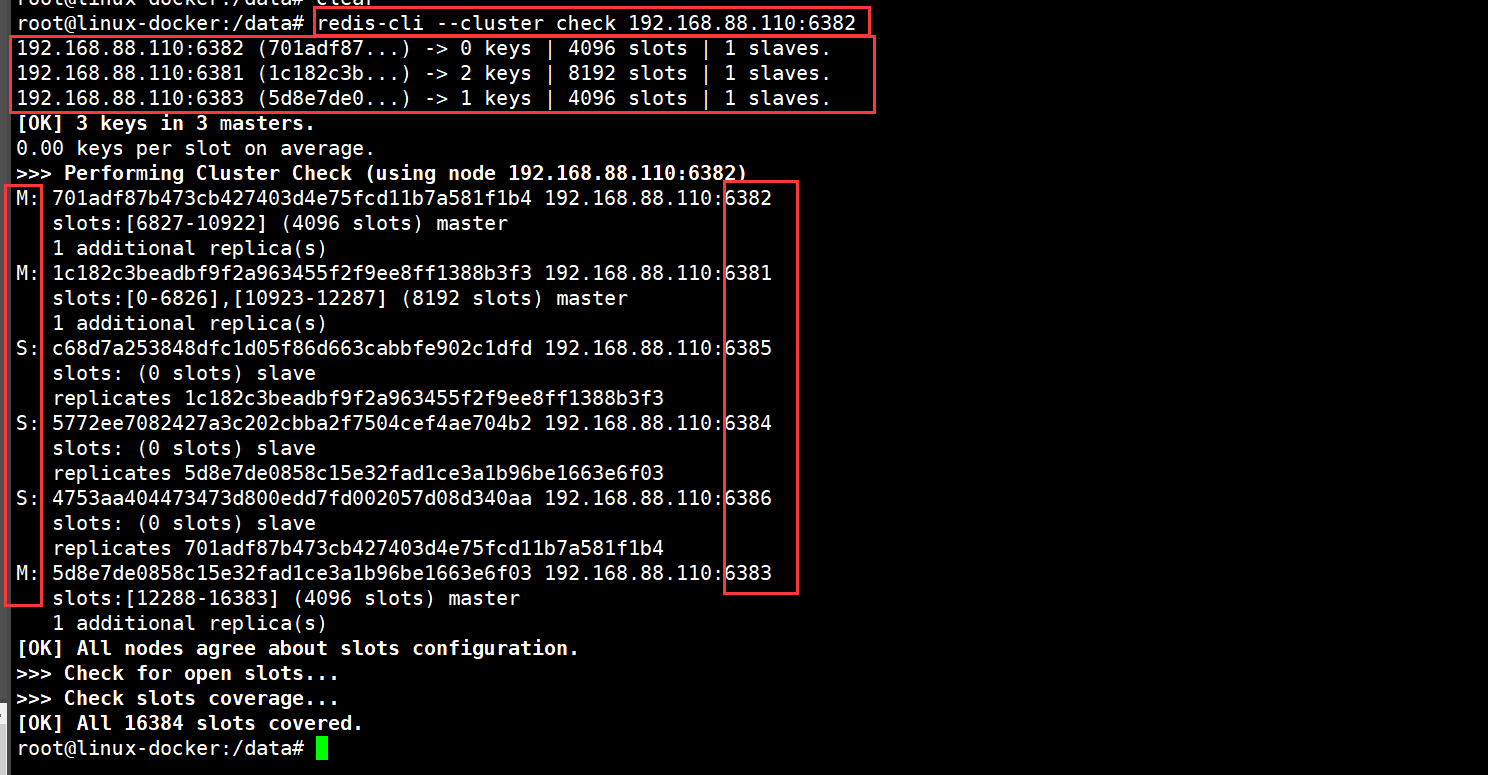 root@linux-docker:/data# clear
root@linux-docker:/data# redis-cli --cluster check 192.168.88.110:6382
192.168.88.110:6382 (701adf87...) -> 0 keys | 4096 slots | 1 slaves.
192.168.88.110:6381 (1c182c3b...) -> 2 keys | 8192 slots | 1 slaves.
192.168.88.110:6383 (5d8e7de0...) -> 1 keys | 4096 slots | 1 slaves.
[OK] 3 keys in 3 masters.
0.00 keys per slot on average.
>>> Performing Cluster Check (using node 192.168.88.110:6382)
M: 701adf87b473cb427403d4e75fcd11b7a581f1b4 192.168.88.110:6382
   slots:[6827-10922] (4096 slots) master
   1 additional replica(s)
M: 1c182c3beadbf9f2a963455f2f9ee8ff1388b3f3 192.168.88.110:6381
   slots:[0-6826],[10923-12287] (8192 slots) master
   1 additional replica(s)
S: c68d7a253848dfc1d05f86d663cabbfe902c1dfd 192.168.88.110:6385
   slots: (0 slots) slave
   replicates 1c182c3beadbf9f2a963455f2f9ee8ff1388b3f3
S: 5772ee7082427a3c202cbba2f7504cef4ae704b2 192.168.88.110:6384
   slots: (0 slots) slave
   replicates 5d8e7de0858c15e32fad1ce3a1b96be1663e6f03
S: 4753aa404473473d800edd7fd002057d08d340aa 192.168.88.110:6386
   slots: (0 slots) slave
   replicates 701adf87b473cb427403d4e75fcd11b7a581f1b4
M: 5d8e7de0858c15e32fad1ce3a1b96be1663e6f03 192.168.88.110:6383
   slots:[12288-16383] (4096 slots) master
   1 additional replica(s)
[OK] All nodes agree about slots configuration.
>>> Check for open slots...
>>> Check slots coverage...
[OK] All 16384 slots covered.
root@linux-docker:/data#